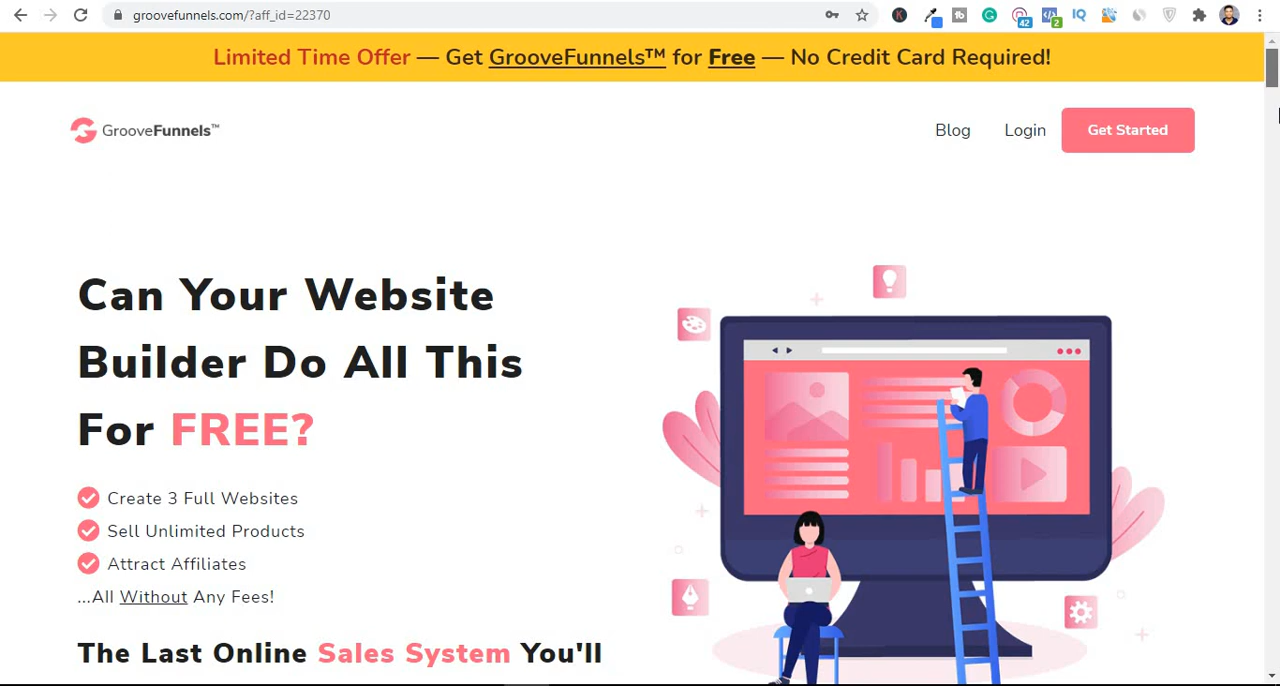 groovefunnels.com/?aff_id=22370
42
2
Limited Time Offer — Get GrooveFunnels™ for Free — No Credit Card Required!
GrooveFunnels™
Blog
Login
Get Started
Can Your Website
Builder Do All This
For FREE?
Create 3 Full Websites
Sell Unlimited Products
Attract Affiliates
...All Without Any Fees!
The Last Online Sales System You'll